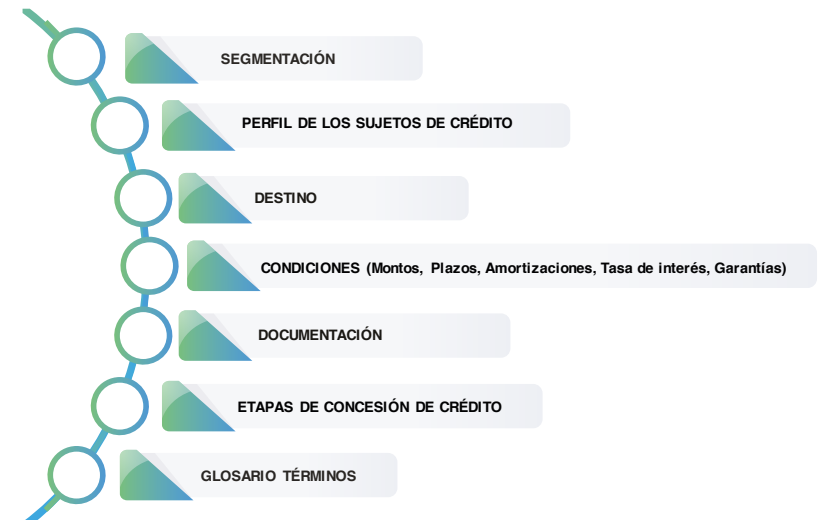 SEGMENTACIÓN
PERFIL DE LOS SUJETOS DE CRÉDITO
DESTINO
CONDICIONES (Montos, Plazos, Amortizaciones, Tasa de interés, Garantías)
DOCUMENTACIÓN
ETAPAS DE CONCESIÓN DE CRÉDITO
GLOSARIO TÉRMINOS